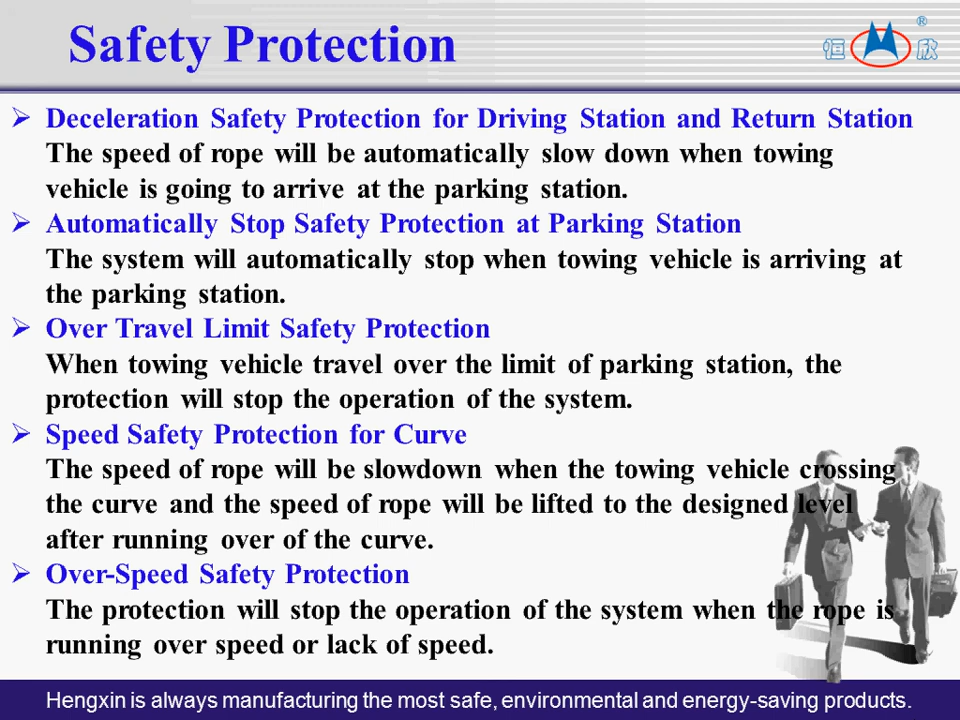 Safety Protection
恒 欣 ®
Deceleration Safety Protection for Driving Station and Return Station
The speed of rope will be automatically slow down when towing
vehicle is going to arrive at the parking station.
Automatically Stop Safety Protection at Parking Station
The system will automatically stop when towing vehicle is arriving at
the parking station.
Over Travel Limit Safety Protection
When towing vehicle travel over the limit of parking station, the
protection will stop the operation of the system.
Speed Safety Protection for Curve
The speed of rope will be slowdown when the towing vehicle crossing
the curve and the speed of rope will be lifted to the designed level
after running over of the curve.
Over-Speed Safety Protection
The protection will stop the operation of the system when the rope is
running over speed or lack of speed.
Hengxin is always manufacturing the most safe, environmental and energy-saving products.